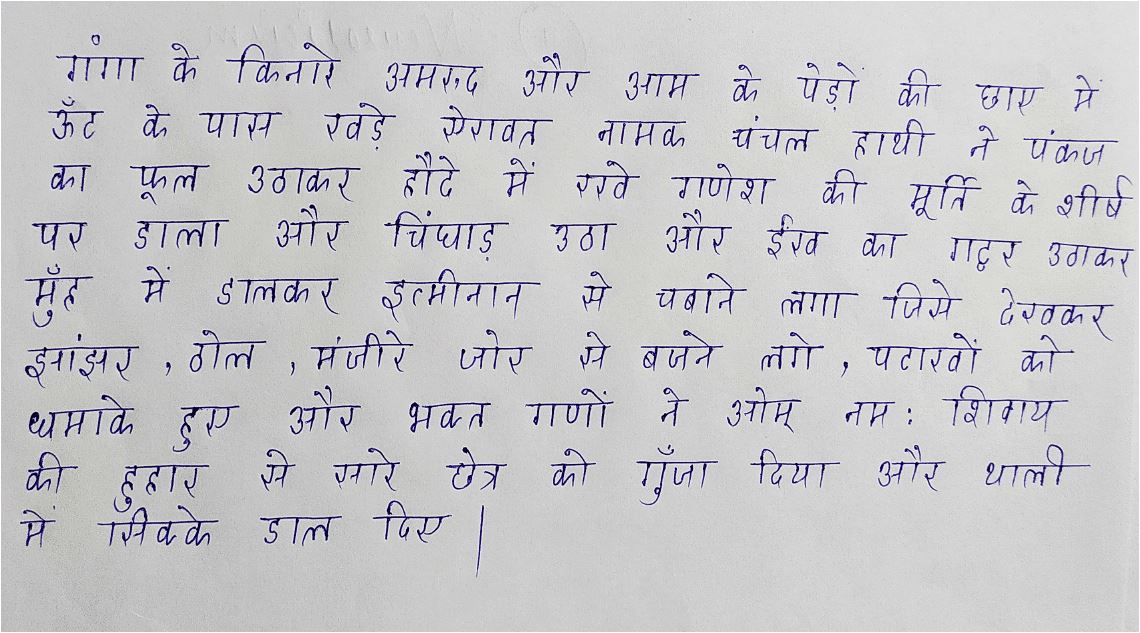 गंगा के किनारे अमरुद और आम के पेड़ों की छाए में
ऊँट के पास खड़े ऐरावत नामक चंचल हाथी ने पंकज
का फूल उठाकर हौदे में रखे गणेश की मूर्ति के शीर्ष
पर डाला और चिंघाड़ उठा और ईख का गट्ठर उठाकर
मुँह में डालकर इत्मीनान से चबाने लगा जिसे देखकर
झांझर , ठोल , मंजीरे जोर से बजने लगे , पटाखों को
धमाके हुए और भक्त गणों ने ओम् नम: शिवाय
की हुहार से सारे छेत्र को गुँजा दिया और थाली
में सिक्के डाल दिए |